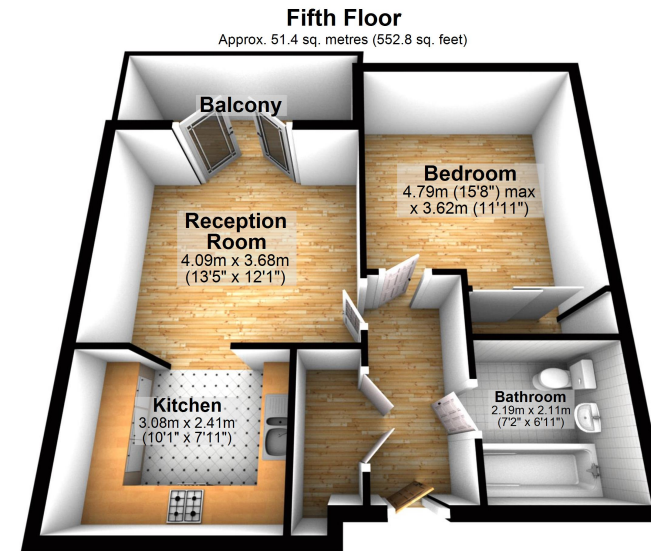 Fifth Floor
Approx. 51.4 sq. metres (552.8 sq. feet)
Balcony
Bedroom
4.79m (15'8") max
x 3.62m (11'11")
Reception
Room
4.09m x 3.68m
(13'5" x 12'1")
Kitchen
3.08m x 2.41m
(10'1" x 7'11")
Bathroom
2.19m x 2.11m
(7'2" x 6'11")